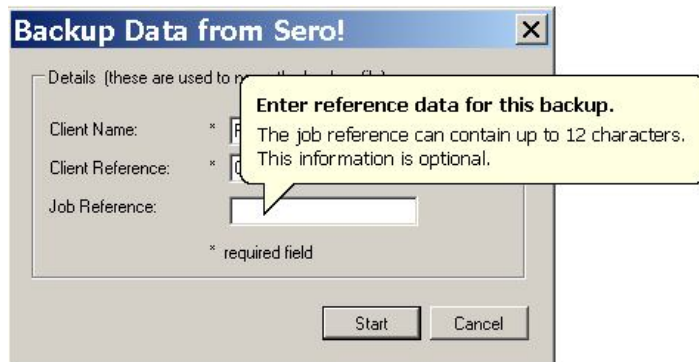 Backup Data from Sero!
Details (these are used to
Enter reference data for this backup.
The job reference can contain up to 12 characters.
This information is optional.
Client Name: *
Client Reference: *
Job Reference:
* required field
Start Cancel